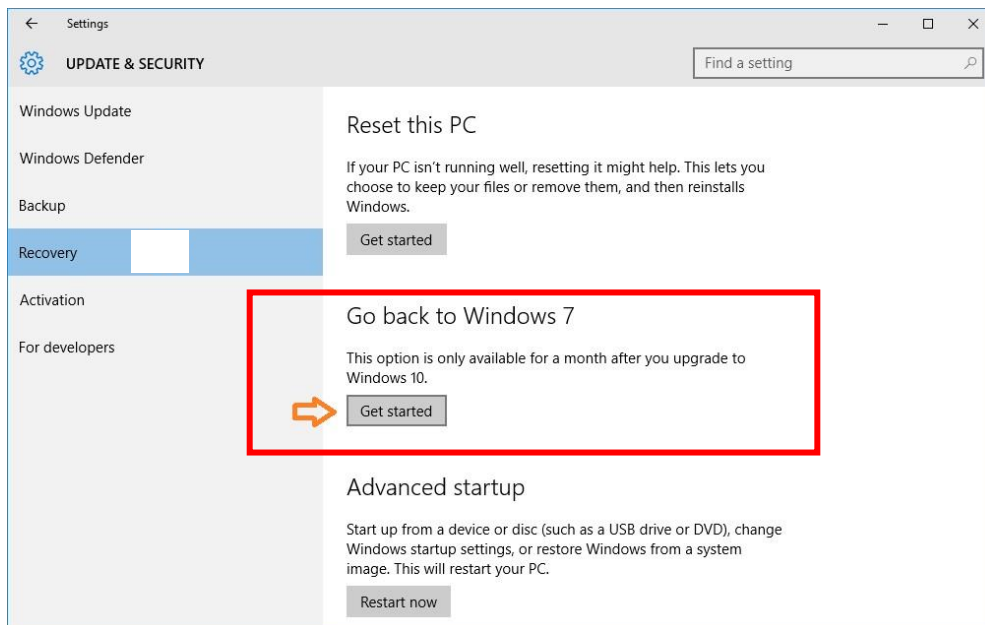 Settings
UPDATE & SECURITY
Find a setting
Windows Update
Windows Defender
Backup
Recovery
Activation
For developers
Reset this PC
If your PC isn't running well, resetting it might help. This lets you
choose to keep your files or remove them, and then reinstalls
Windows.
Get started
Go back to Windows 7
This option is only available for a month after you upgrade to
Windows 10.
Get started
Advanced startup
Start up from a device or disc (such as a USB drive or DVD), change
Windows startup settings, or restore Windows from a system
image. This will restart your PC.
Restart now